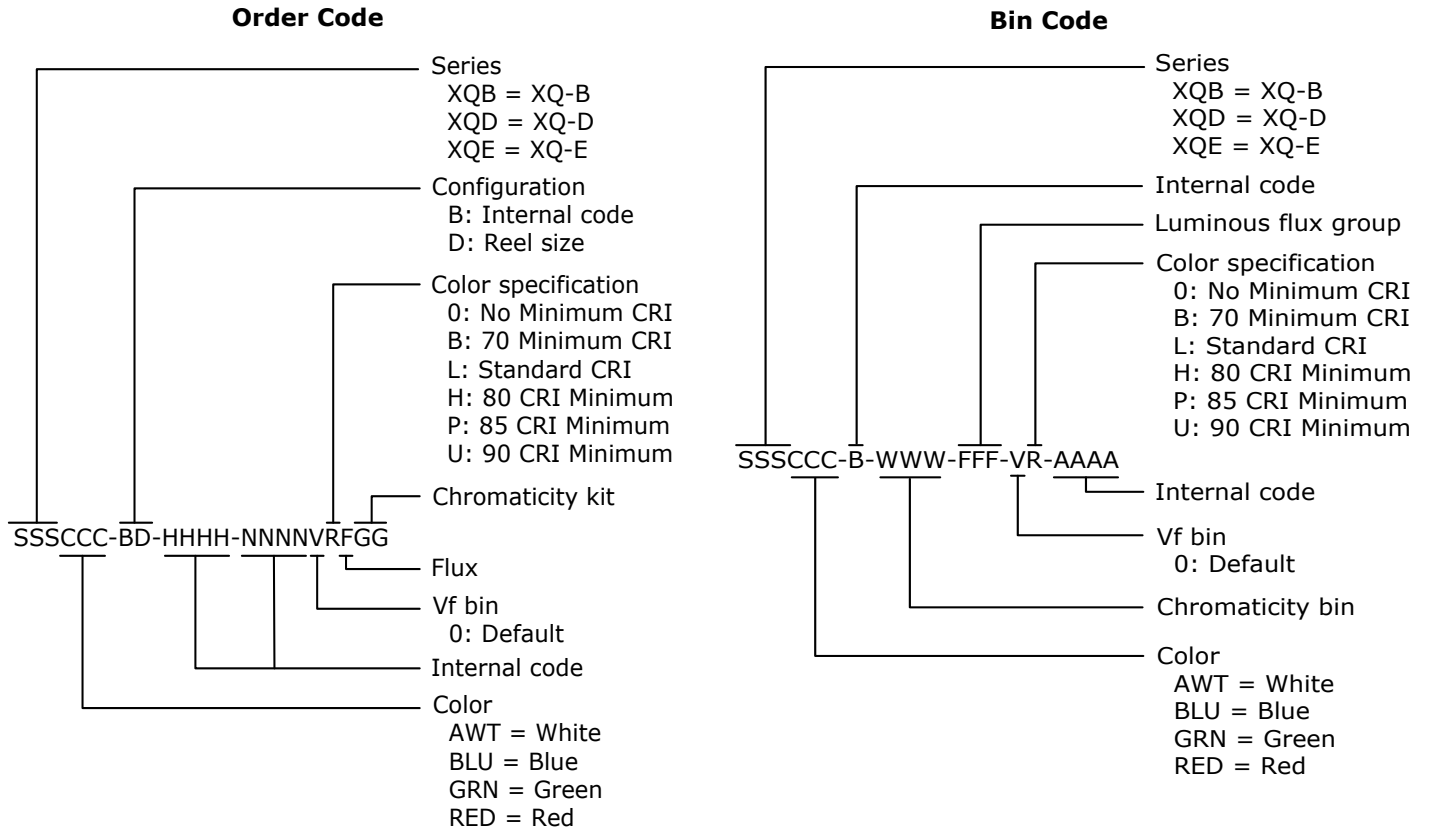 Order Code
Series
XQB = XQ-B
XQD = XQ-D
XQE = XQ-E
Configuration
B: Internal code
D: Reel size
Color specification
0: No Minimum CRI
B: 70 Minimum CRI
L: Standard CRI
H: 80 CRI Minimum
P: 85 CRI Minimum
U: 90 CRI Minimum
Chromaticity kit
SSSCCC-BD-HHHH-NNNNVRFGG
Flux
Vf bin
0: Default
Internal code
Color
AWT = White
BLU = Blue
GRN = Green
RED = Red
Bin Code
Series
XQB = XQ-B
XQD = XQ-D
XQE = XQ-E
Internal code
Luminous flux group
Color specification
0: No Minimum CRI
B: 70 Minimum CRI
L: Standard CRI
H: 80 CRI Minimum
P: 85 CRI Minimum
U: 90 CRI Minimum
SSSCCC-B-WWW-FFF-VR-AAAA
Internal code
Vf bin
0: Default
Chromaticity bin
Color
AWT = White
BLU = Blue
GRN = Green
RED = Red